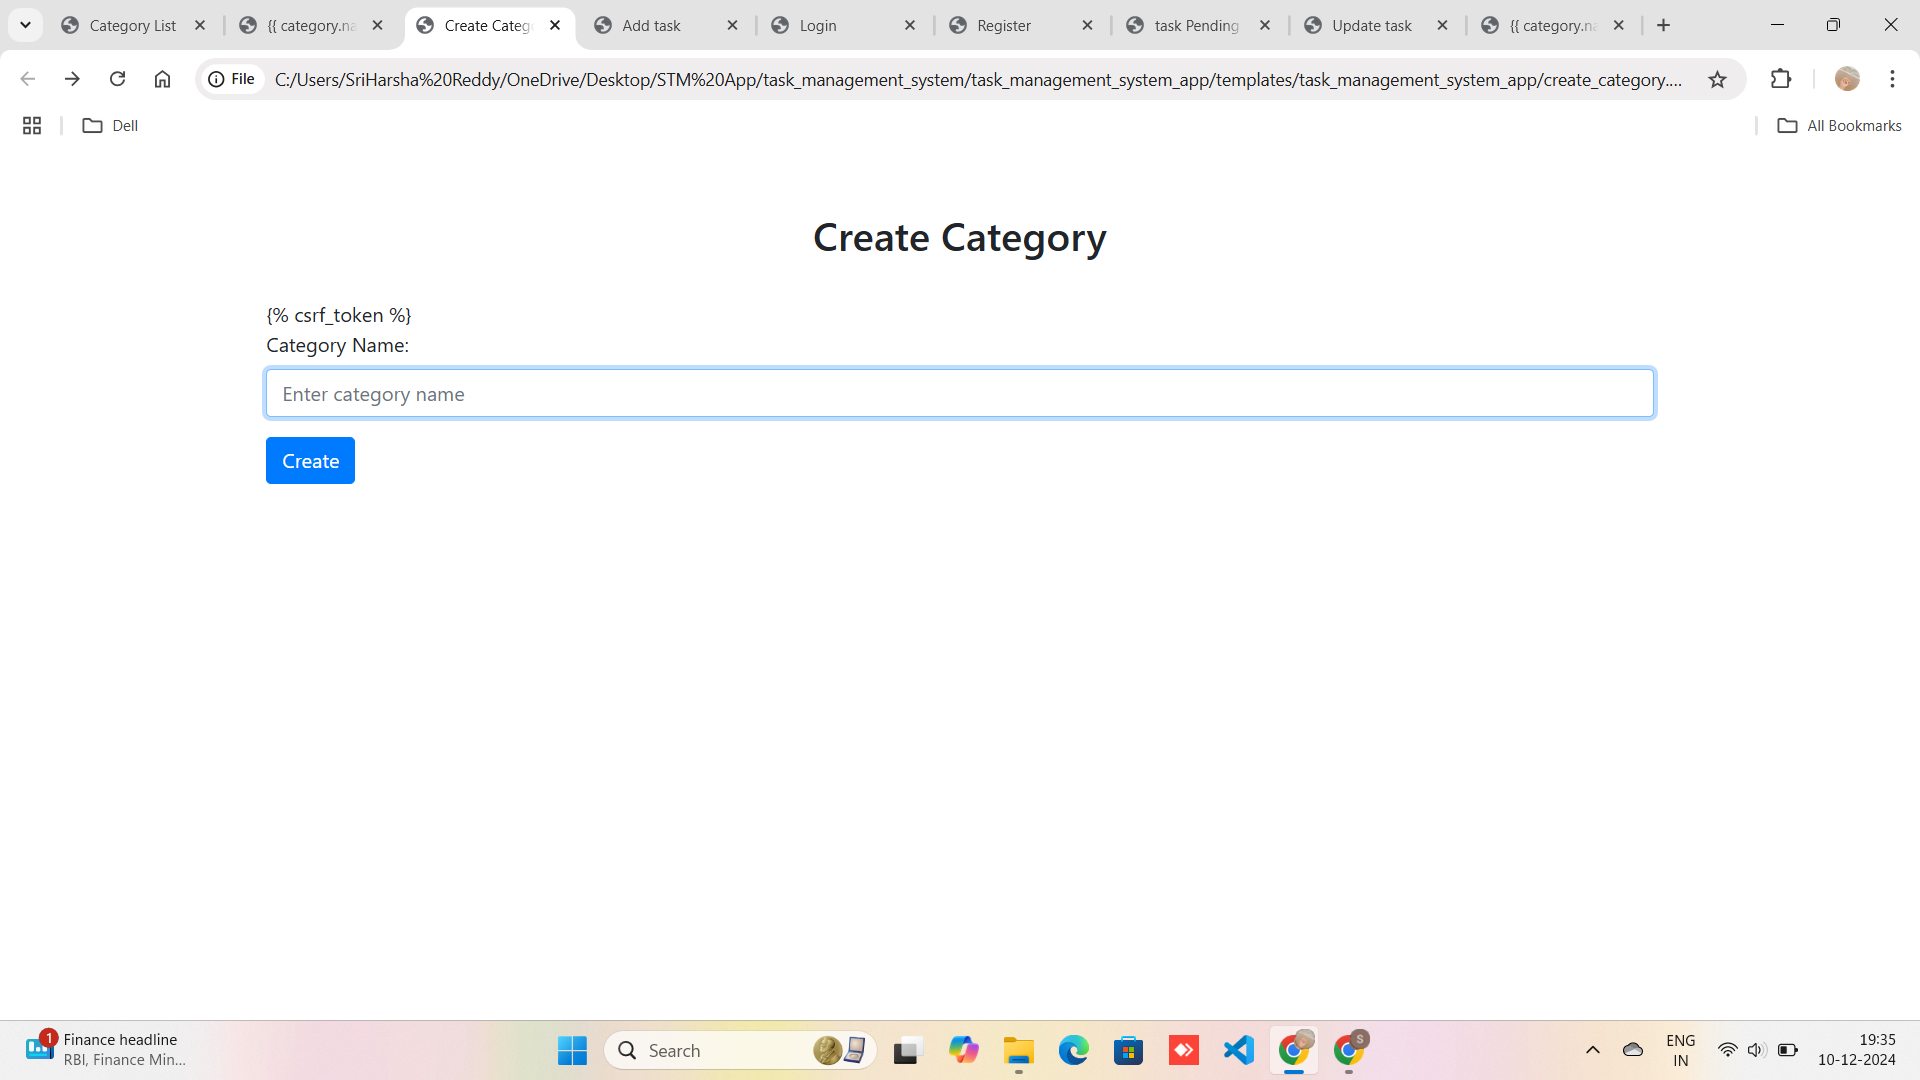 Category List
{{ category.na
Create Categ
Add task
Login
Register
task Pending
Update task
{{ category.na
File
C:/Users/SriHarsha%20Reddy/OneDrive/Desktop/STM%20App/task_management_system/task_management_system_app/templates/task_management_system_app/create_category....
Dell
All Bookmarks
Create Category
{% csrf_token %}
Category Name:
Enter category name
Create
1
Finance headline
RBI, Finance Min...
Search
S
ENG
IN
19:35
10-12-2024